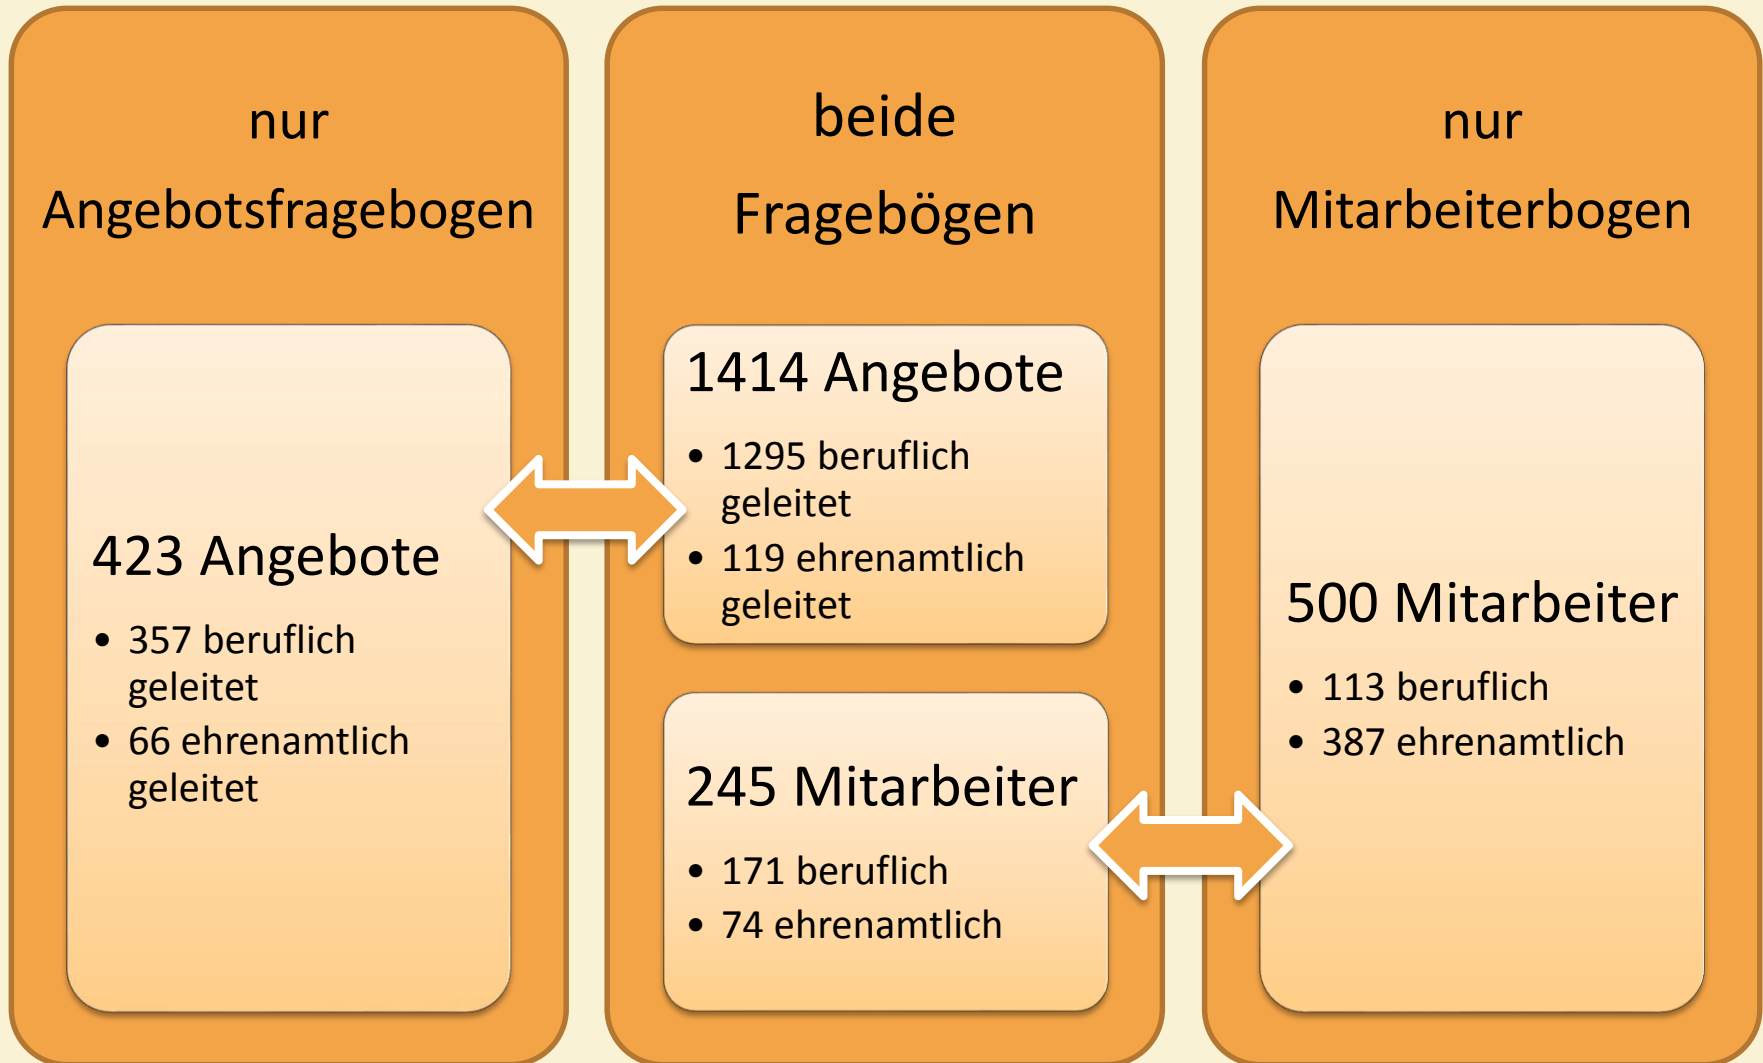 nur
Angebotsfragebogen
423 Angebote
• 357 beruflich
geleitet
• 66 ehrenamtlich
geleitet
beide
Fragebögen
1414 Angebote
• 1295 beruflich
geleitet
• 119 ehrenamtlich
geleitet
245 Mitarbeiter
• 171 beruflich
• 74 ehrenamtlich
nur
Mitarbeiterbogen
500 Mitarbeiter
• 113 beruflich
• 387 ehrenamtlich